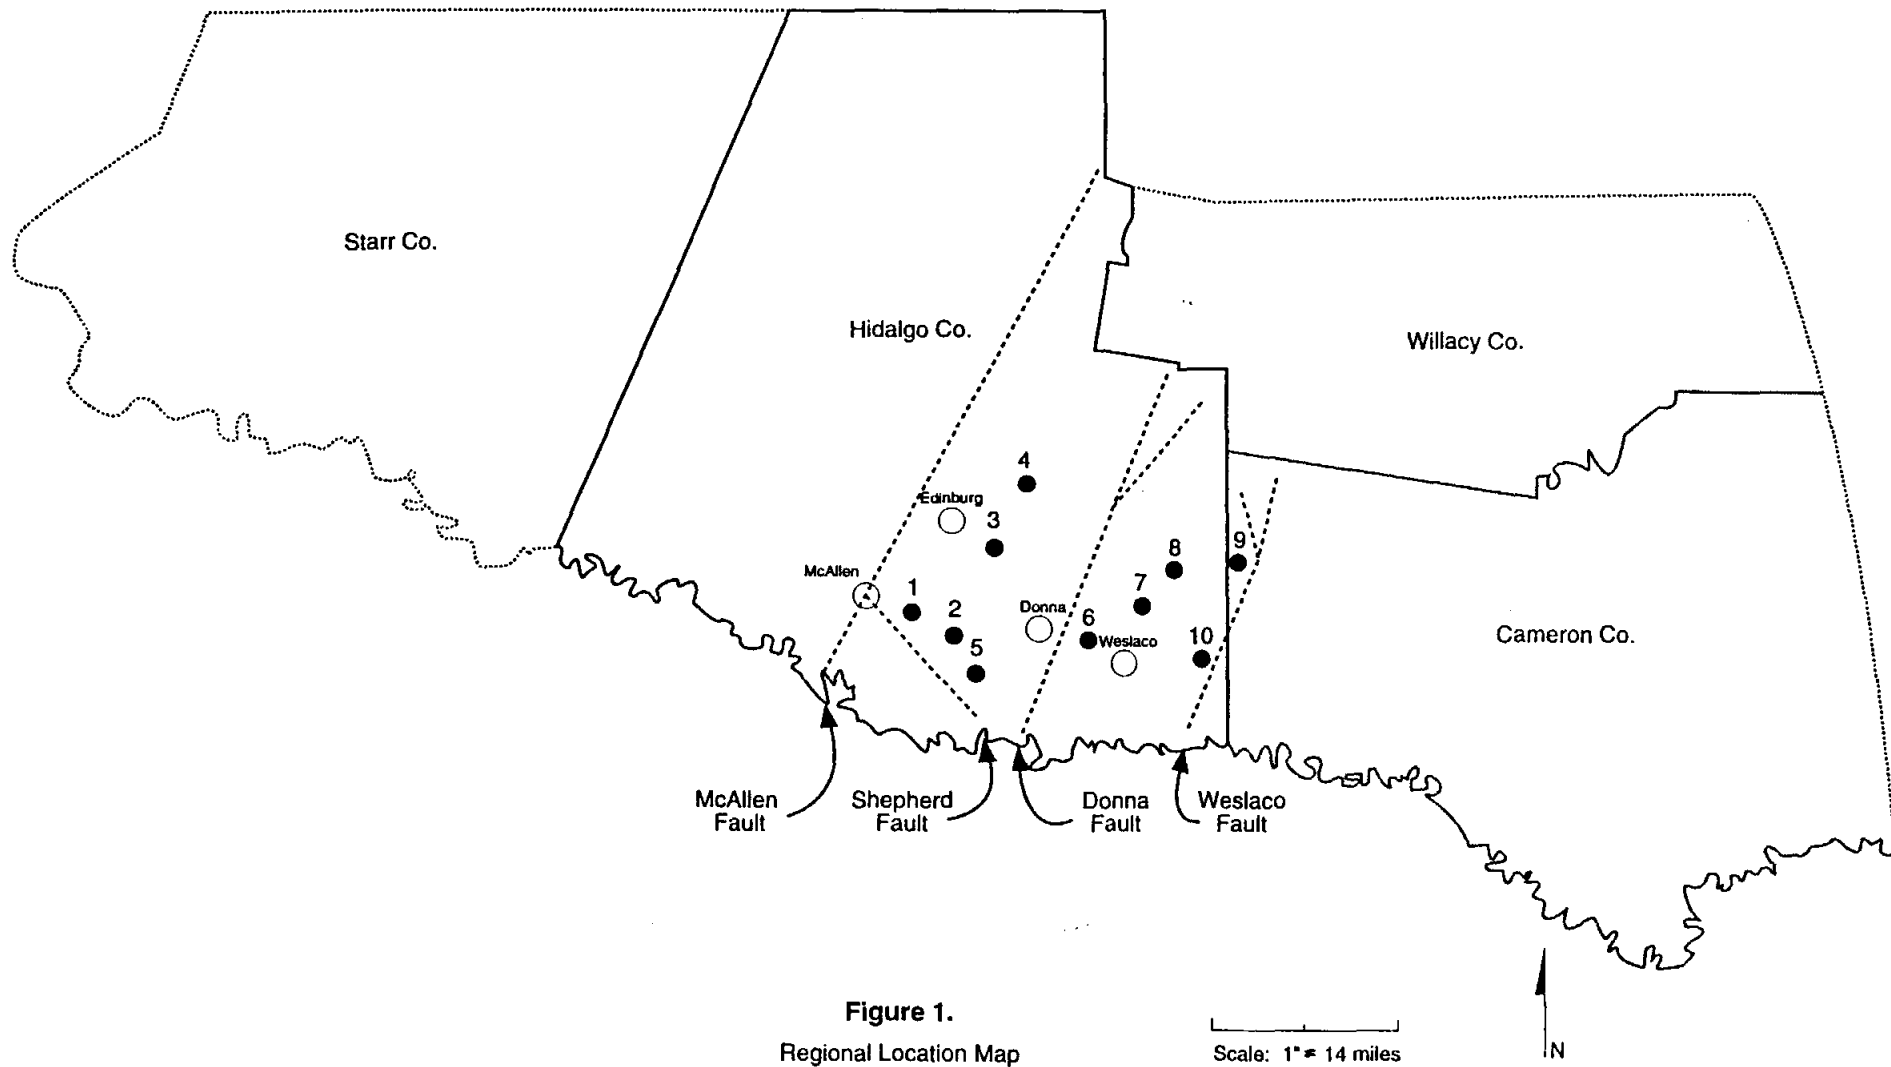 Starr Co.
Hidalgo Co.
Willacy Co.
4
Edinburg
3
8
9
McAllen
1
7
2
Donna
6
5
Weslaco
10
Cameron Co.
McAllen
Fault
Shepherd
Fault
Donna
Fault
Weslaco
Fault
Figure 1.
Regional Location Map
Scale: 1" ≈ 14 miles
N